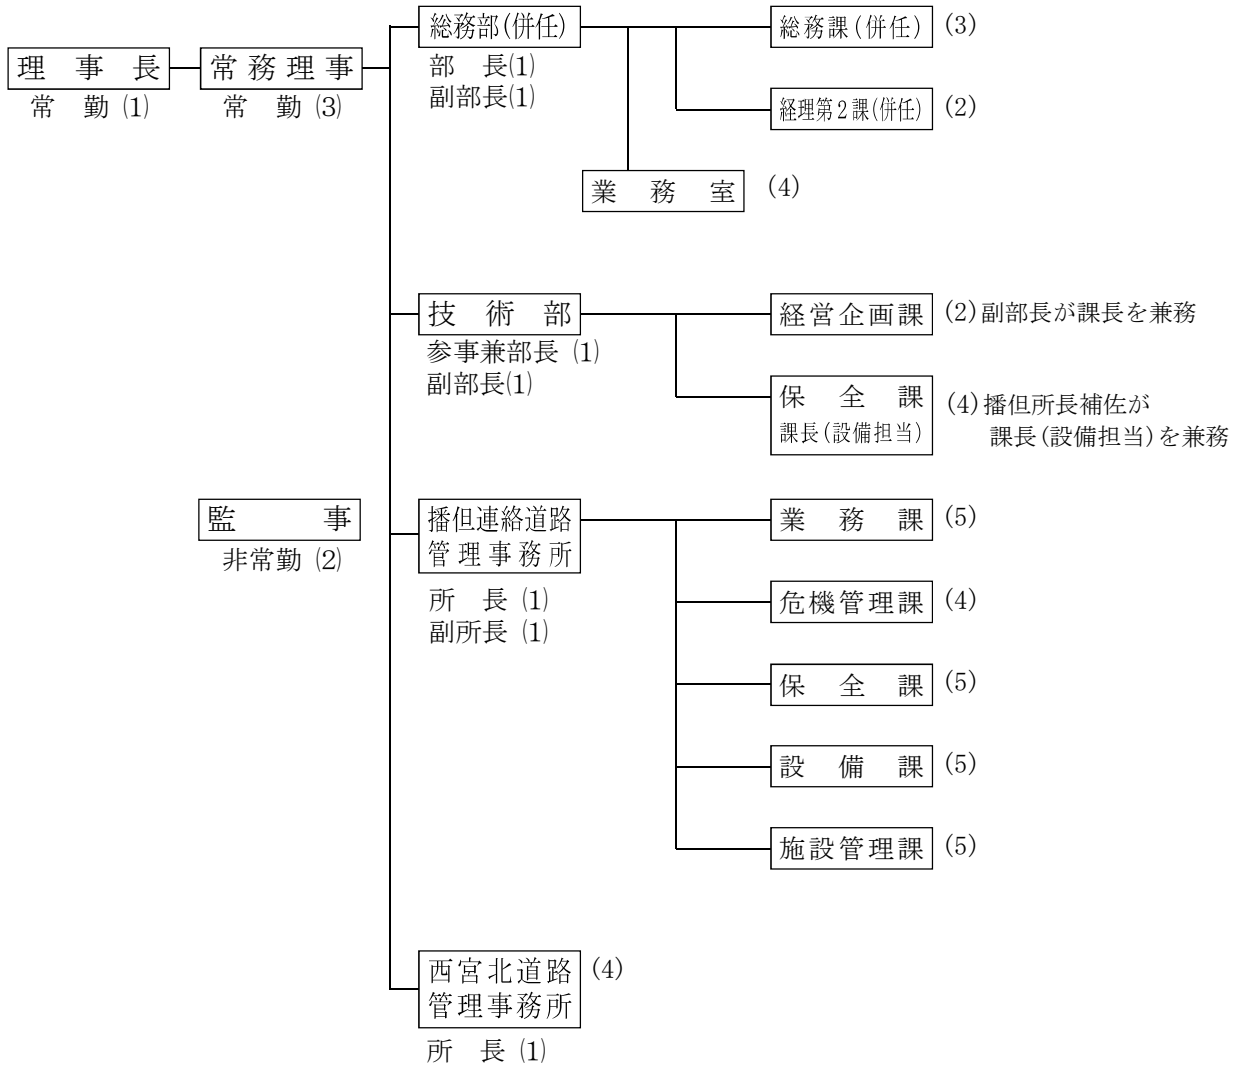 理事長
常勤(1)
常務理事
常勤(3)
監事
非常勤(2)
総務部(併任)
部長(1)
副部長(1)
総務課(併任) (3)
経理第2課(併任) (2)
業務室 (4)
技術部
参事兼部長(1)
副部長(1)
経営企画課 (2)副部長が課長を兼務
保全課
課長(設備担当)
(4)播但所長補佐が
課長(設備担当)を兼務
播但連絡道路
管理事務所
所長(1)
副所長(1)
業務課 (5)
危機管理課 (4)
保全課 (5)
設備課 (5)
施設管理課 (5)
西宮北道路 (4)
管理事務所
所長(1)